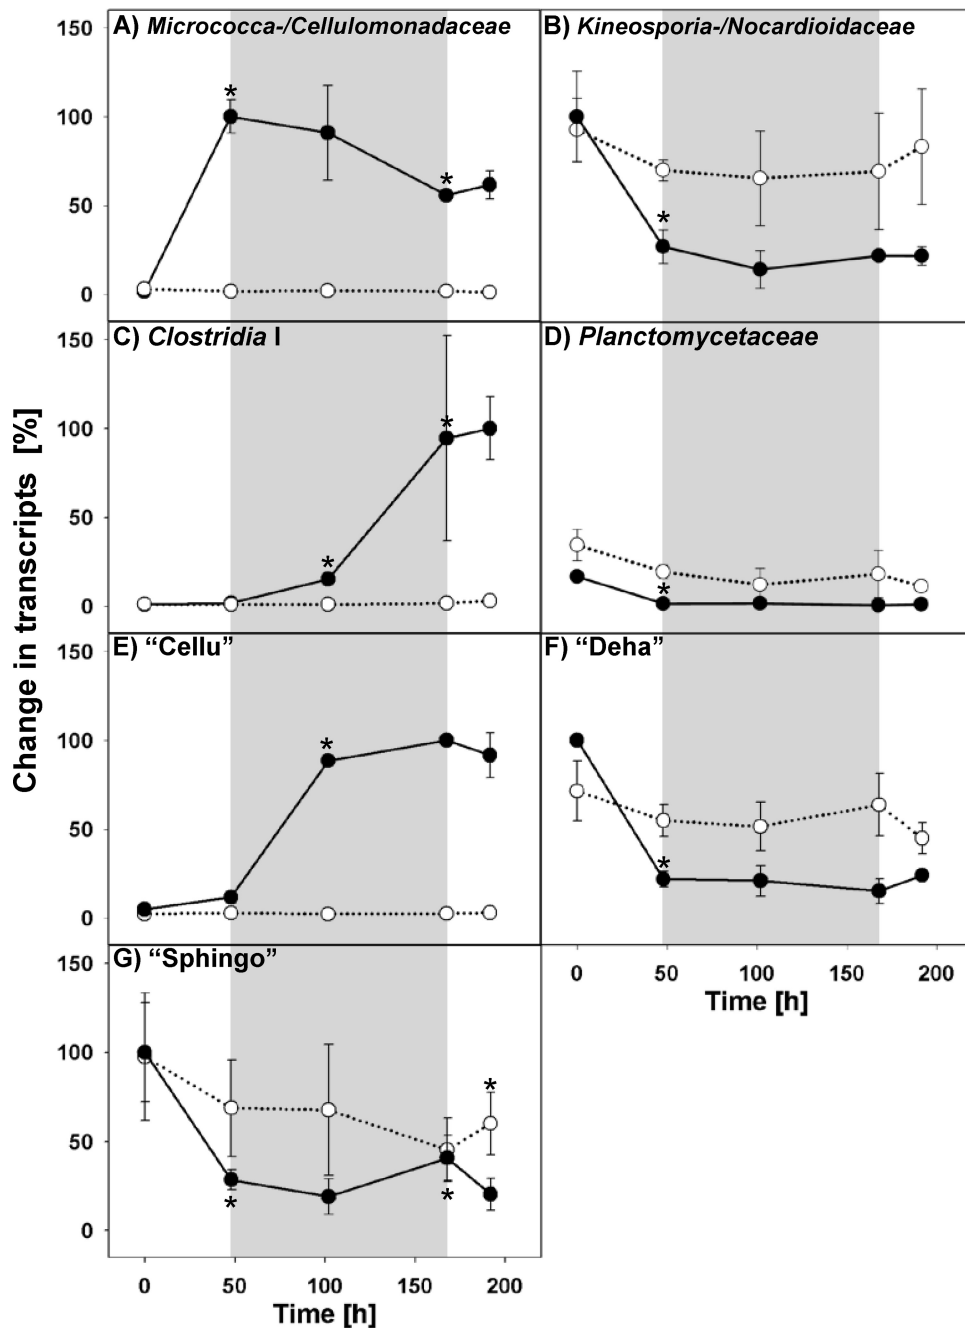 A) Micrococca-/Cellulomonadaceae
B) Kineosporia-/Nocardioidaceae
150
100
50
0
*
*
*
C) Clostridia I
D) Planctomycetaceae
150
100
50
0
*
*
*
E) “Cellu”
F) “Deha”
150
100
50
0
*
*
G) “Sphingo”
150
100
50
0
*
*
*
0 50 100 150 200
Time [h]
0 50 100 150 200
Time [h]
Change in transcripts [%]